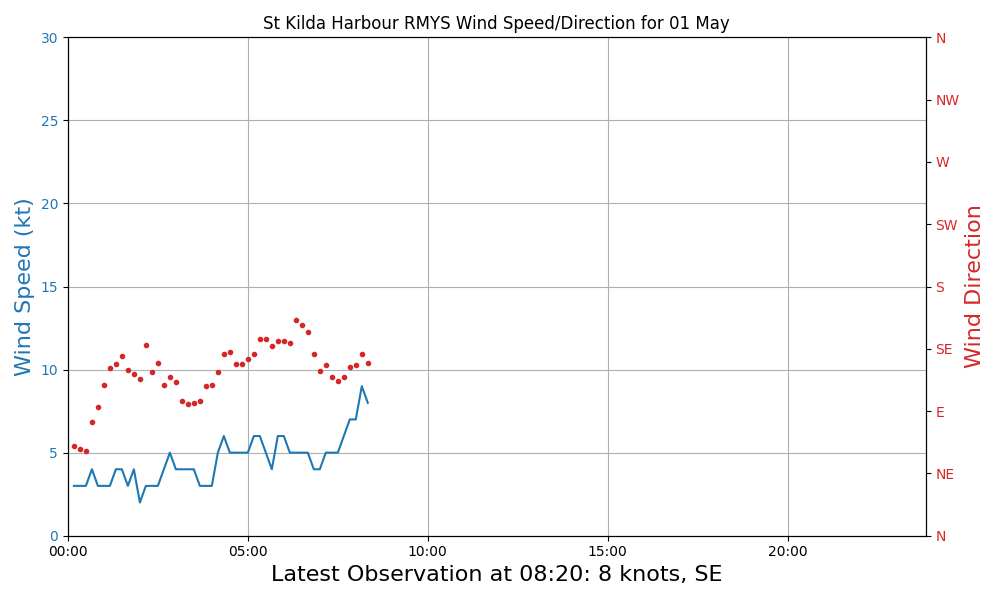 St Kilda Harbour RMYS Wind Speed/Direction for 01 May
30
25
20
15
10
5
0
Wind Speed (kt)
N
NW
W
SW
S
SE
E
NE
N
Wind Direction
00:00
05:00
10:00
15:00
20:00
Latest Observation at 08:20: 8 knots, SE